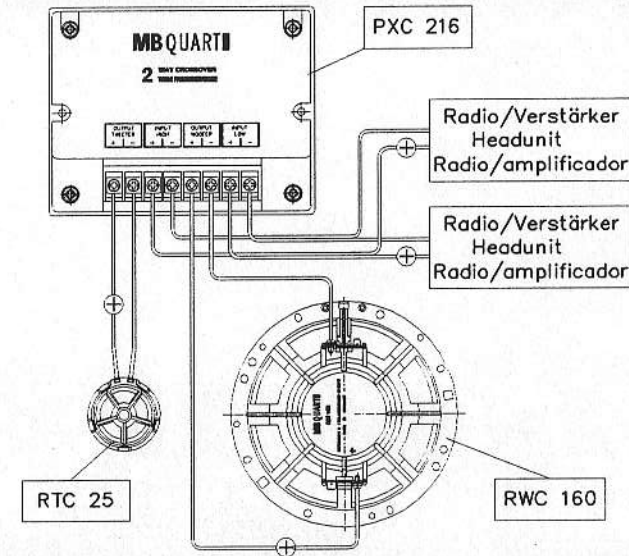 PXC 216
MB QUART
2 WAY CROSSOVER
OUTPUT TWEETER
+ -
INPUT HIGH
+ -
OUTPUT WOOFER
+ -
INPUT LOW
+ -
Radio/Verstärker
Headunit
Radio/amplificador
Radio/Verstärker
Headunit
Radio/amplificador
MB QUART
RTC 25
RWC 160